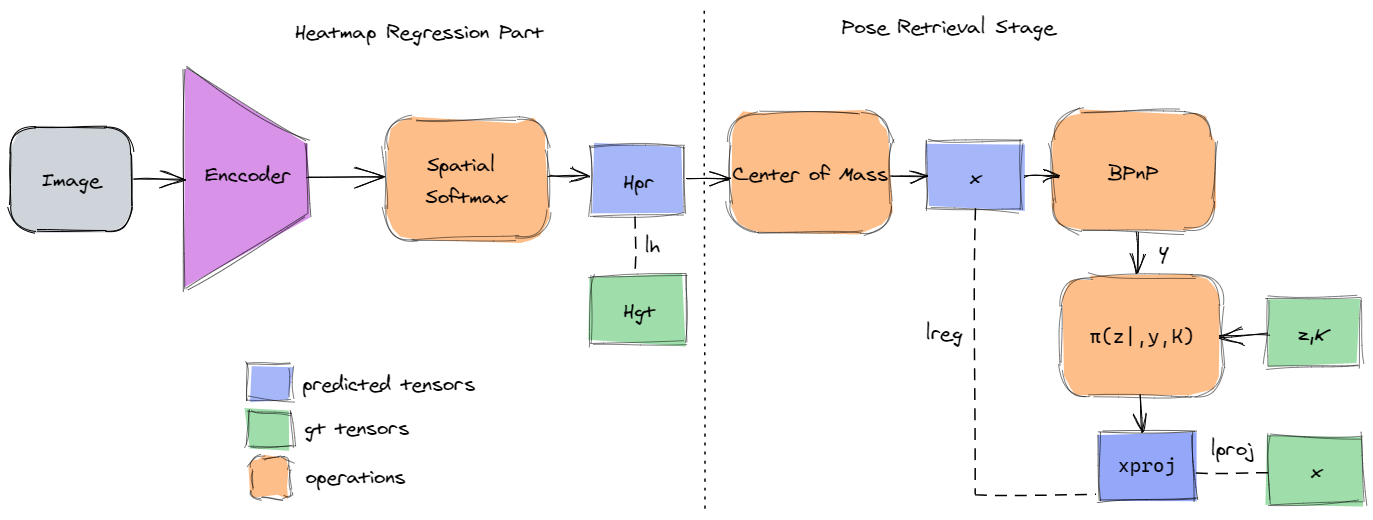 Heatmap Regression Part
Pose Retrieval Stage
Image
Enccoder
Spatial
Softmax
Hpr
Center of Mass
x
BPnP
lh
y
Hgt
lreg
π(z|,y,K)
z,K
predicted tensors
gt tensors
operations
xproj
lproj
x